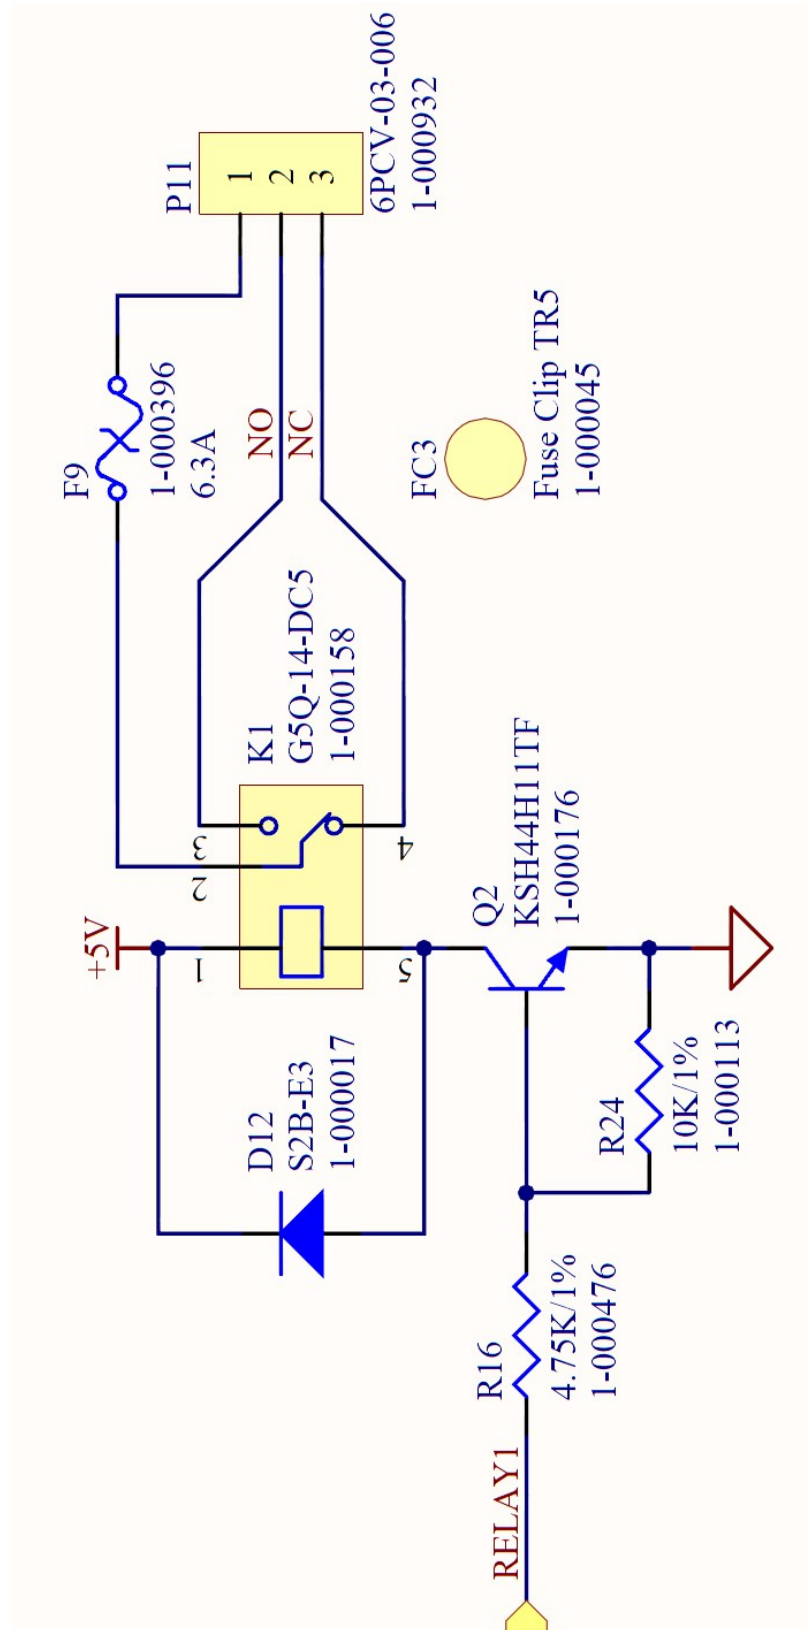 P11
1
2
3
6PCV-03-006
1-000932
F9
1-000396
6.3A
NO
NC
FC3
Fuse Clip TR5
1-000045
K1
G5Q-14-DC5
1-000158
3
2
4
+5V
1
5
Q2
KSH44H11TF
1-000176
D12
S2B-E3
1-000017
R24
10K/1%
1-000113
R16
4.75K/1%
1-000476
RELAY1